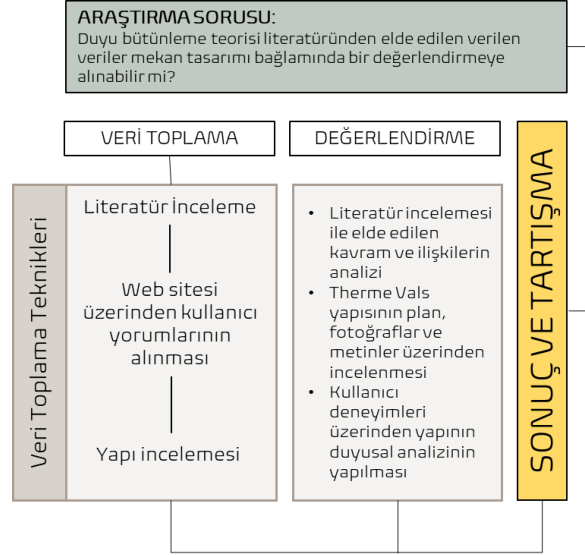 ARAŞTIRMA SORUSU:
Duyu bütünleme teorisi literatüründen elde edilen verilen
veriler mekan tasarımı bağlamında bir değerlendirmeye
alınabilir mi?
VERİ TOPLAMA
DEĞERLENDİRME
Veri Toplama Teknikleri
Literatür İnceleme
Web sitesi
üzerinden kullanıcı
yorumlarının
alınması
Yapı incelemesi
• Literatür incelemesi
ile elde edilen
kavram ve ilişkilerin
analizi
• Therme Vals
yapısının plan,
fotoğraflar ve
metinler üzerinden
incelenmesi
• Kullanıcı
deneyimleri
üzerinden yapının
duyusal analizinin
yapılması
SONUÇ VE TARTIŞMA